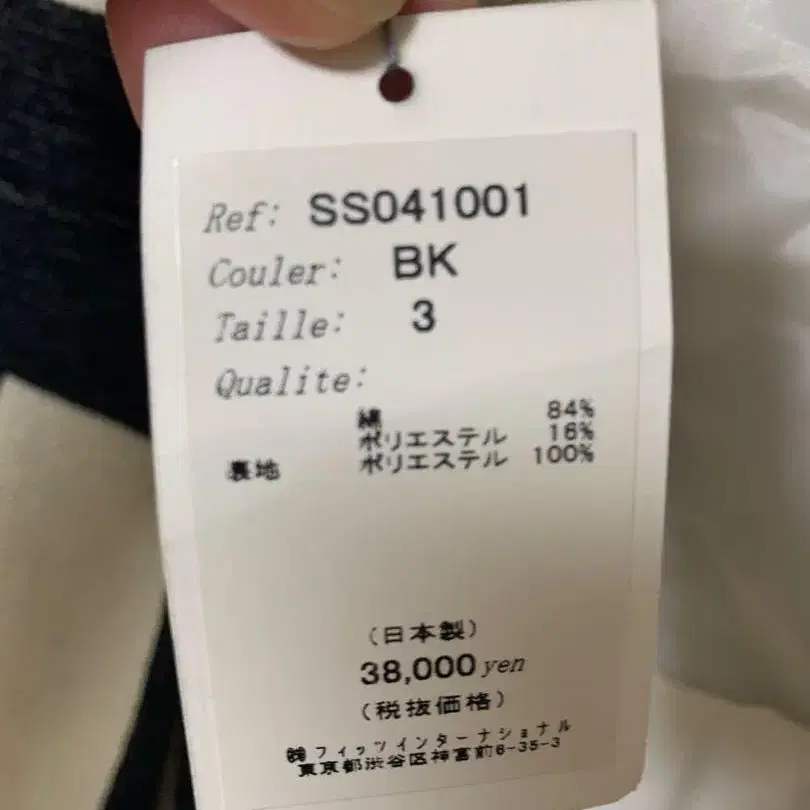 Ref: SS041001
Couler: BK
Taille: 3
Qualite:
綿 84%
ポリエステル 16%
裏地 ポリエステル 100%
(日本製)
38,000 yen
(税抜価格)
㈱フィッツインターナショナル
東京都渋谷区神宮前6-35-3